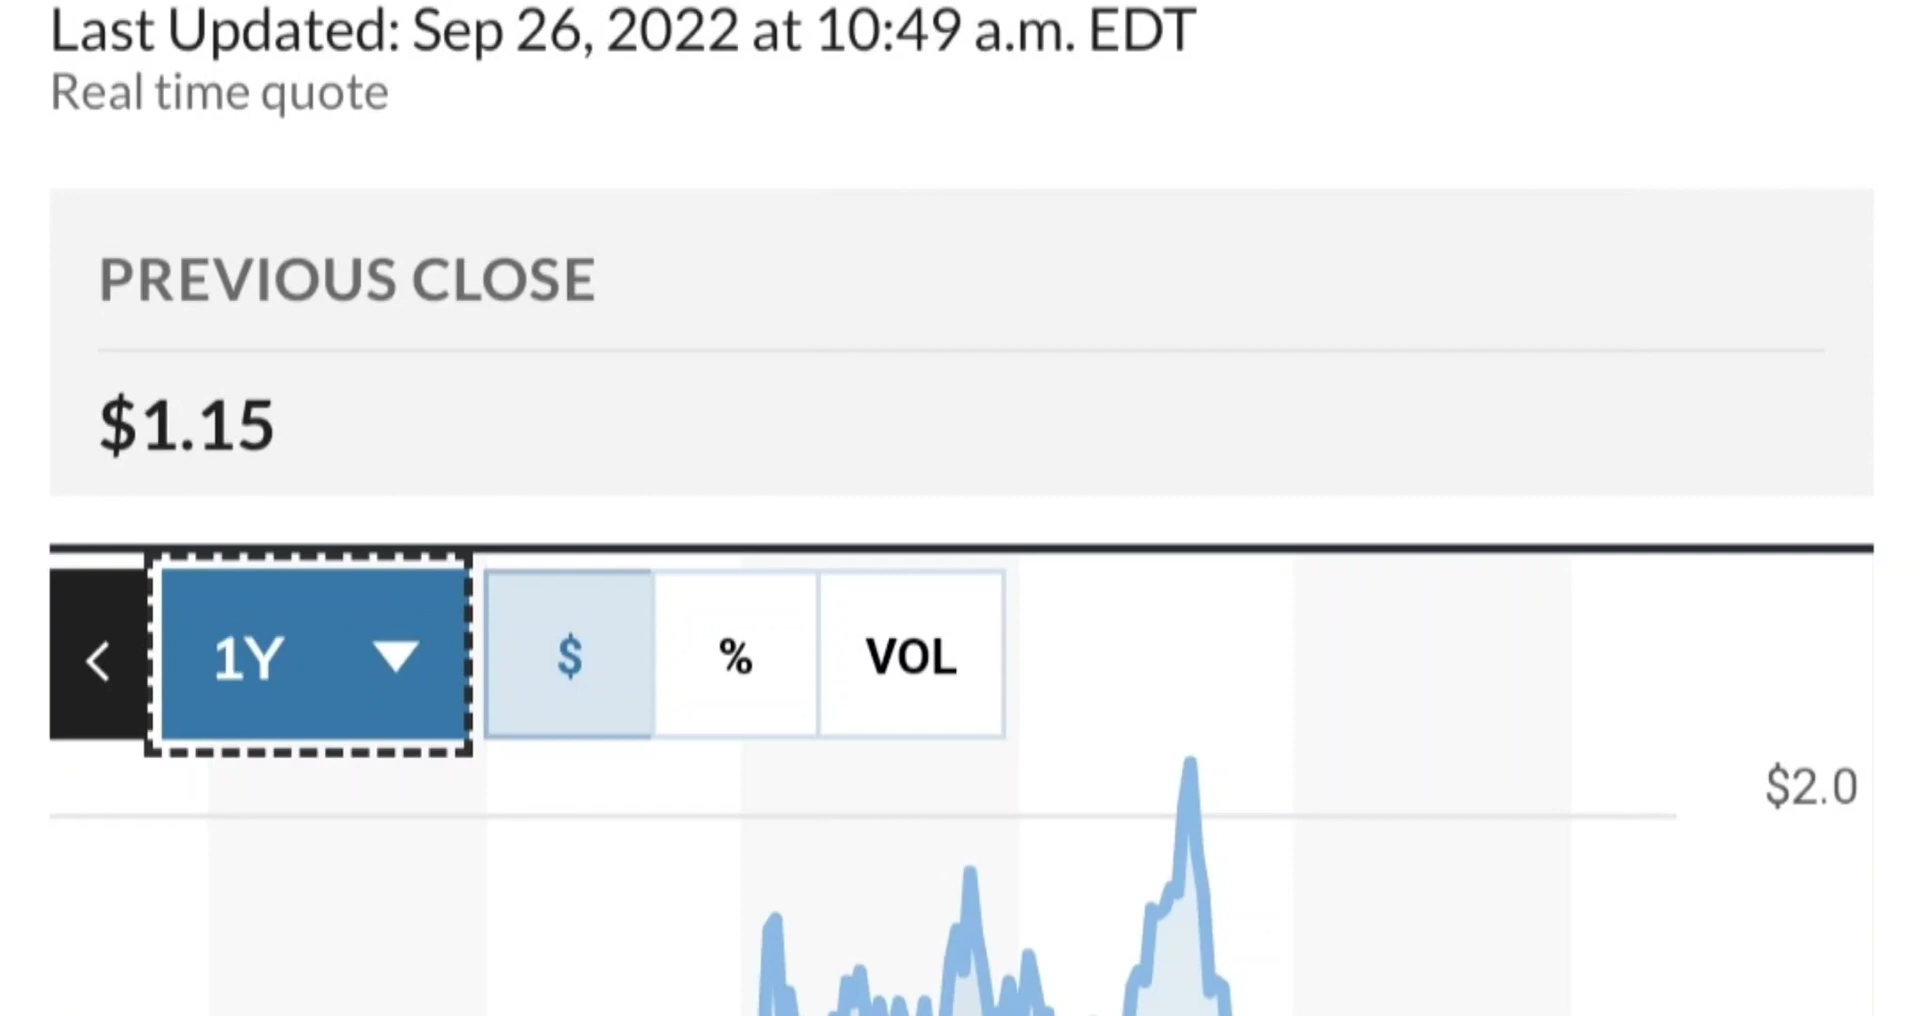 Last Updated: Sep 26, 2022 at 10:49 a.m. EDT
Real time quote
PREVIOUS CLOSE
$1.15
1Y $ % VOL
$2.0